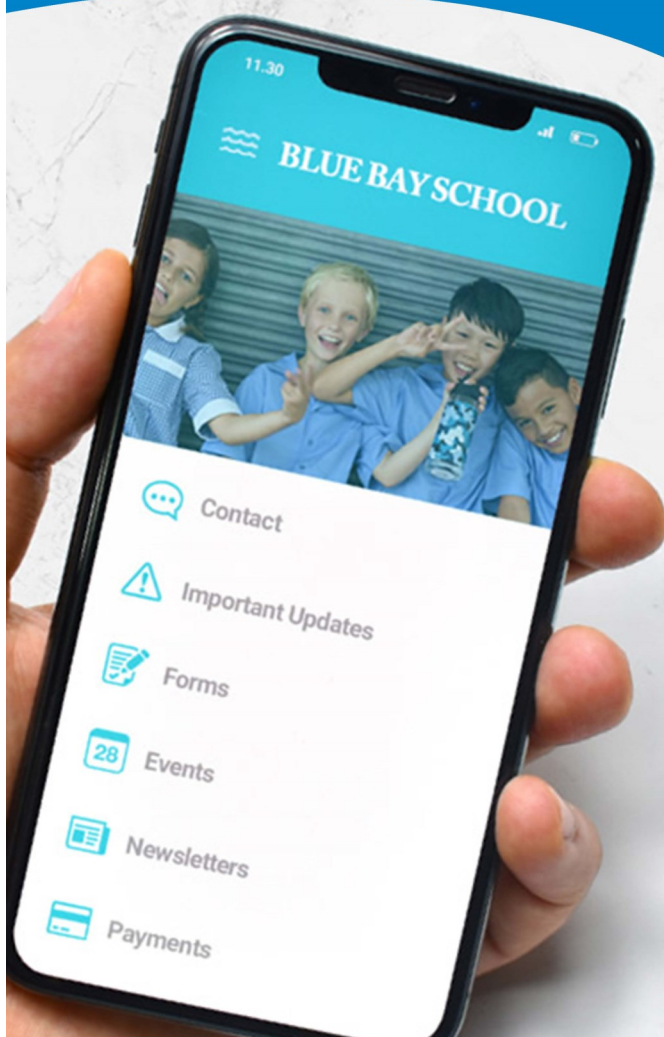 11.30
BLUE BAY SCHOOL
Contact
Important Updates
Forms
28
Events
Newsletters
Payments